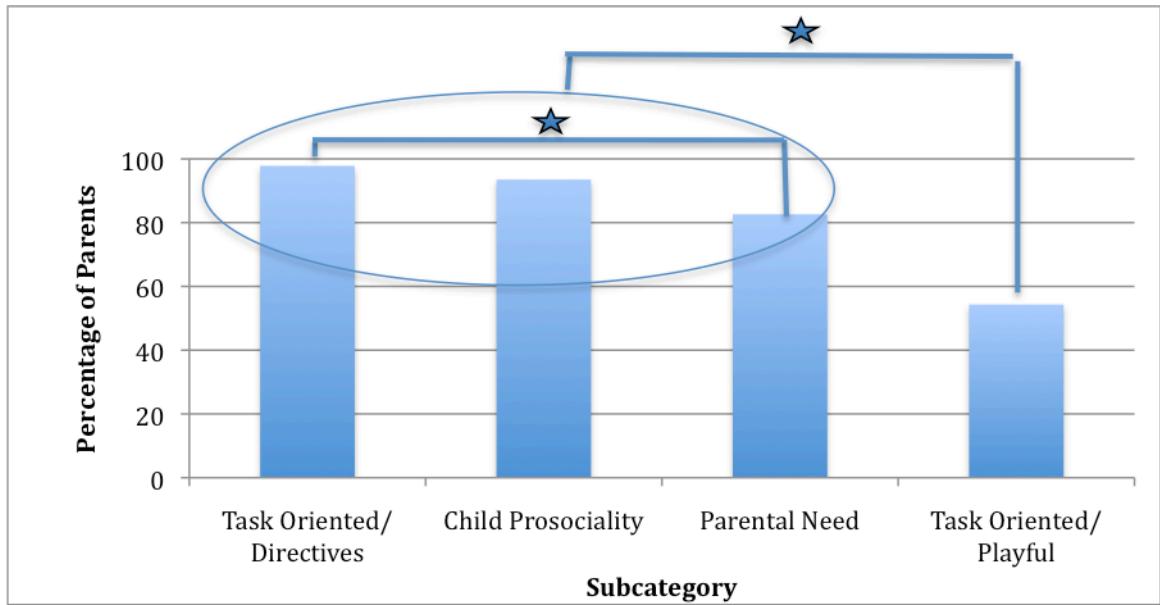 100
80
60
40
20
0
Percentage of Parents
Task Oriented/
Directives
Child Prosociality
Parental Need
Task Oriented/
Playful
Subcategory